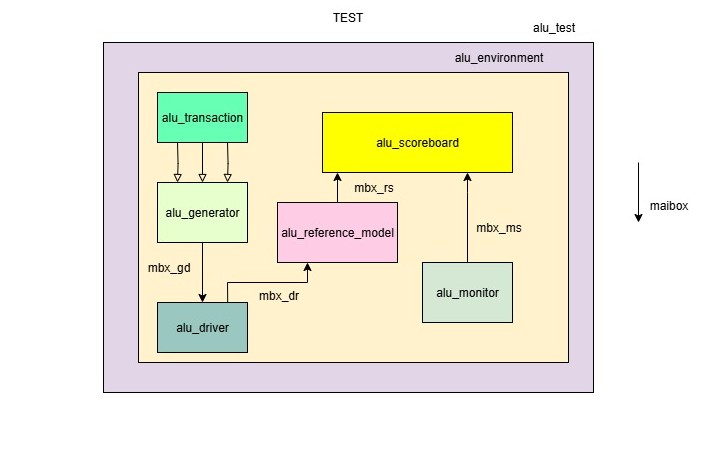 TEST
alu_test
alu_environment
alu_transaction
alu_scoreboard
mbx_rs
alu_generator
maibox
alu_reference_model
mbx_ms
mbx_gd
mbx_dr
alu_monitor
alu_driver